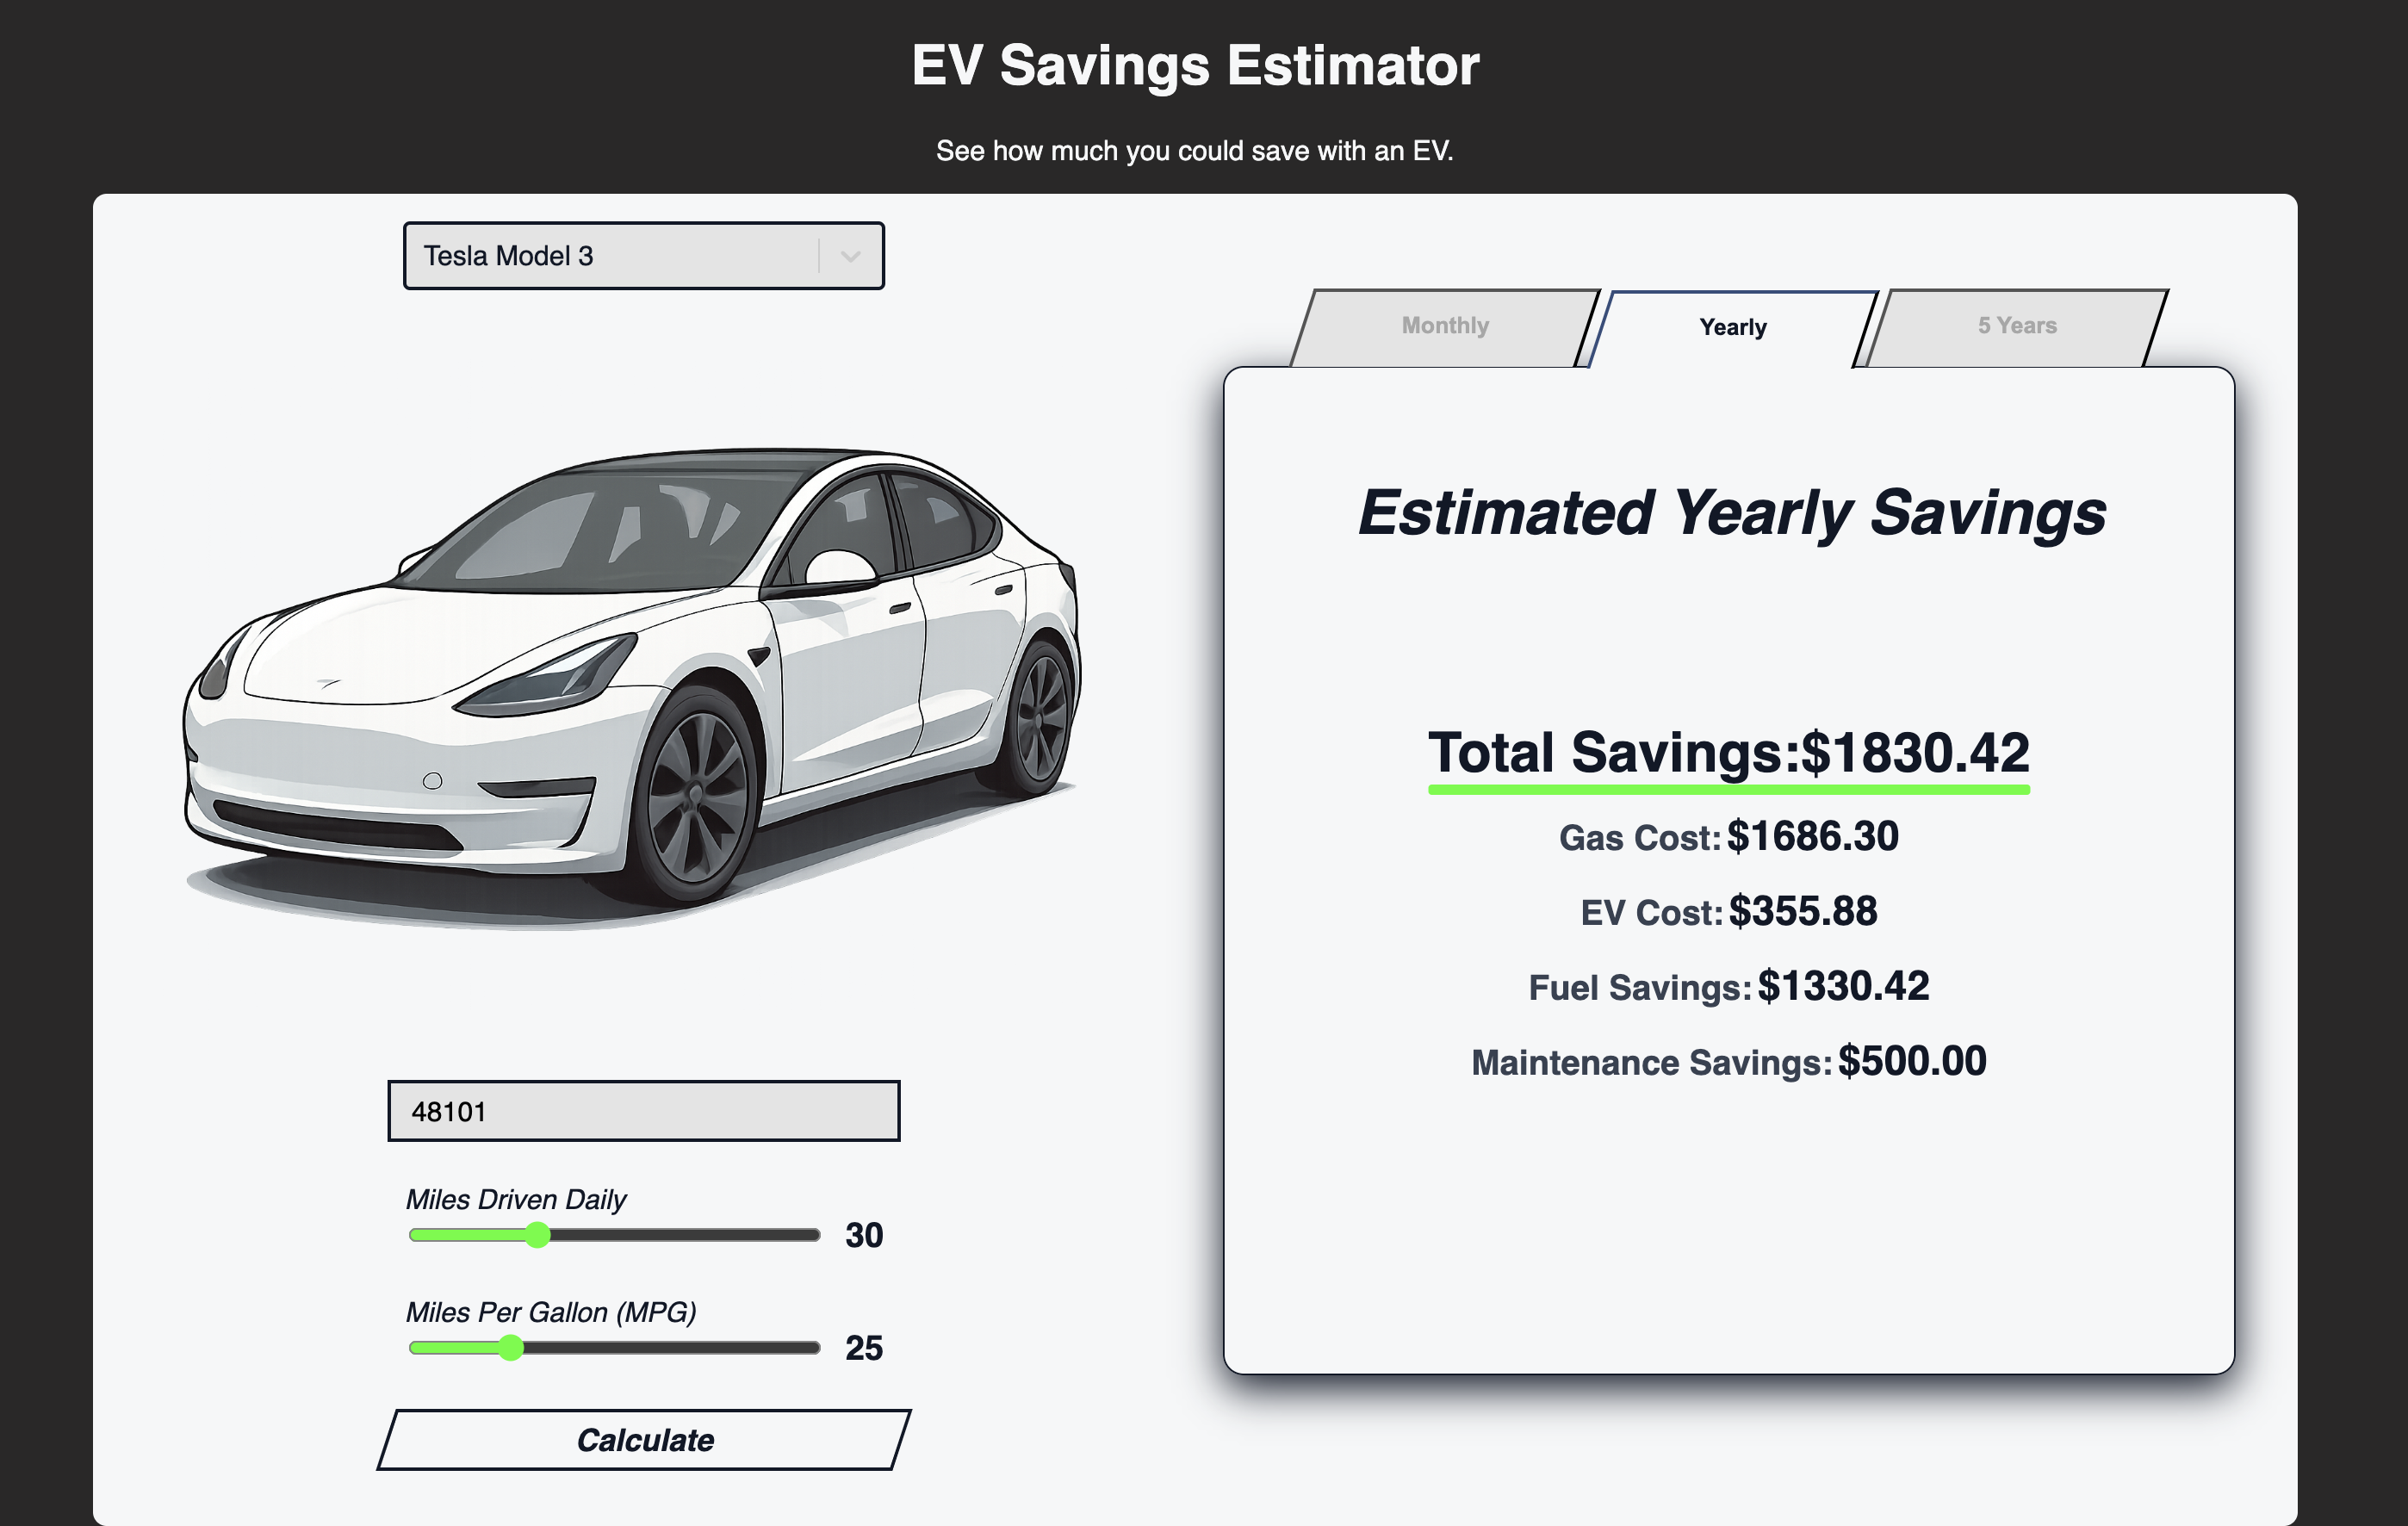 EV Savings Estimator
See how much you could save with an EV.
Tesla Model 3
48101
Miles Driven Daily
30
Miles Per Gallon (MPG)
25
Calculate
Monthly
Yearly
5 Years
Estimated Yearly Savings
Total Savings:$1830.42
Gas Cost: $1686.30
EV Cost: $355.88
Fuel Savings: $1330.42
Maintenance Savings: $500.00